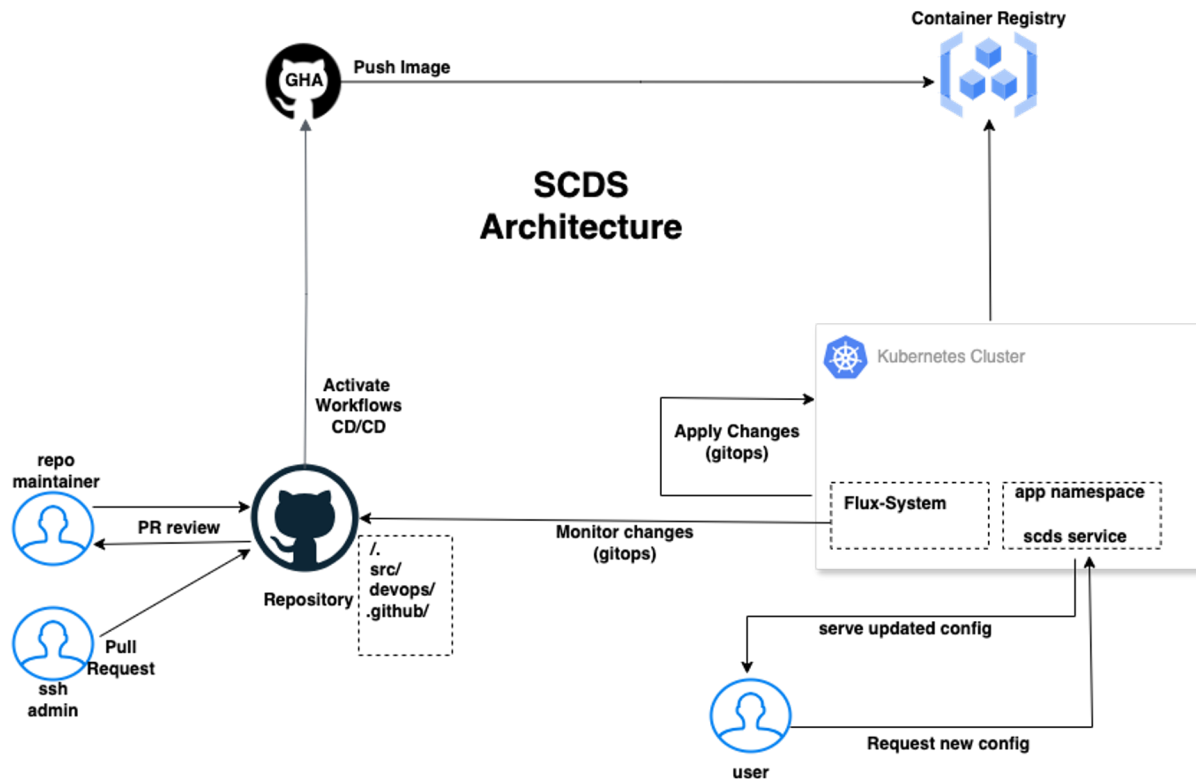 Container Registry
GHA
Push Image
SCDS
Architecture
Kubernetes Cluster
Activate
Workflows
CD/CD
Apply Changes
(gitops)
repo
maintainer
PR review
Flux-System
app namespace
scds service
Monitor changes
(gitops)
/.
src/
devops/
.github/
Repository
Pull
Request
ssh
admin
serve updated config
Request new config
user